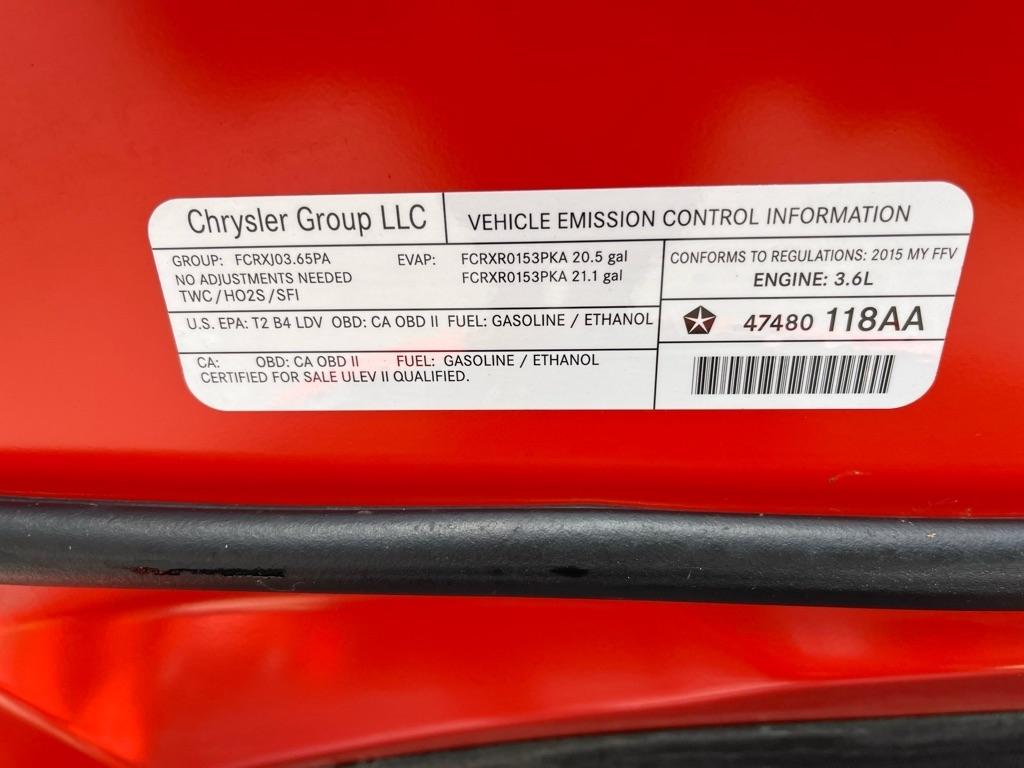 Chrysler Group LLC
VEHICLE EMISSION CONTROL INFORMATION
GROUP: FCRXJ03.65PA EVAP: FCRXR0153PKA 20.5 gal
NO ADJUSTMENTS NEEDED FCRXR0153PKA 21.1 gal
TWC/HO2S/SFI
CONFORMS TO REGULATIONS: 2015 MY FFV
ENGINE: 3.6L
U.S. EPA: T2 B4 LDV OBD: CA OBD II FUEL: GASOLINE / ETHANOL
47480 118AA
CA: OBD: CA OBD II FUEL: GASOLINE / ETHANOL
CERTIFIED FOR SALE ULEV II QUALIFIED.